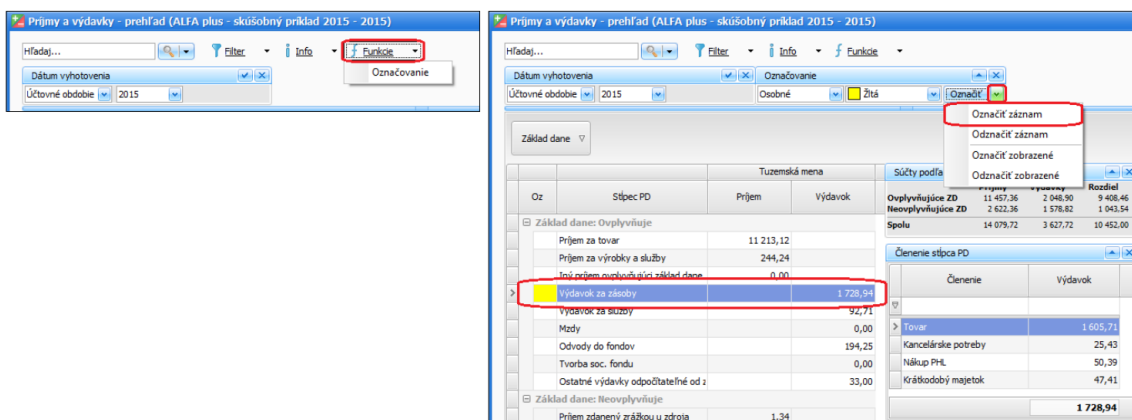 Príjmy a výdavky - prehľad (ALFA plus - skúšobný príklad 2015 - 2015)
Hľadaj...
Filter
Info
Funkcie
Označovanie
Dátum vyhotovenia
Účtovné obdobie 2015
Príjmy a výdavky - prehľad (ALFA plus - skúšobný príklad 2015 - 2015)
Hľadaj...
Filter
Info
Funkcie
Dátum vyhotovenia
Označovanie
Účtovné obdobie 2015
Osobné
Žltá
Označiť
Označiť záznam
Odznačiť záznam
Označiť zobrazené
Odznačiť zobrazené
Základ dane
Tuzemská mena
Oz Stĺpec PD Príjem Výdavok
Základ dane: Ovplyvňuje
Príjem za tovar 11 213,12
Príjem za výrobky a služby 244,24
Iný príjem ovplyvňujúci základ dane 0,00
Výdavok za zásoby 1 728,94
Výdavok za služby 92,71
Mzdy 0,00
Odvody do fondov 194,25
Tvorba soc. fondu 0,00
Ostatné výdavky odpočítateľné od z 33,00
Základ dane: Neovplyvňuje
Príjem zdanený zrážkou u zdroja 1,34
Súčty podľa
Príjmy Výdavky Rozdiel
Ovplyvňujúce ZD 11 457,36 2 048,90 9 408,46
Neovplyvňujúce ZD 2 622,36 1 578,82 1 043,54
Spolu 14 079,72 3 627,72 10 452,00
Členenie stĺpca PD
Členenie Výdavok
Tovar 1 605,71
Kancelárske potreby 25,43
Nákup PHL 50,39
Krátkodobý majetok 47,41
1 728,94